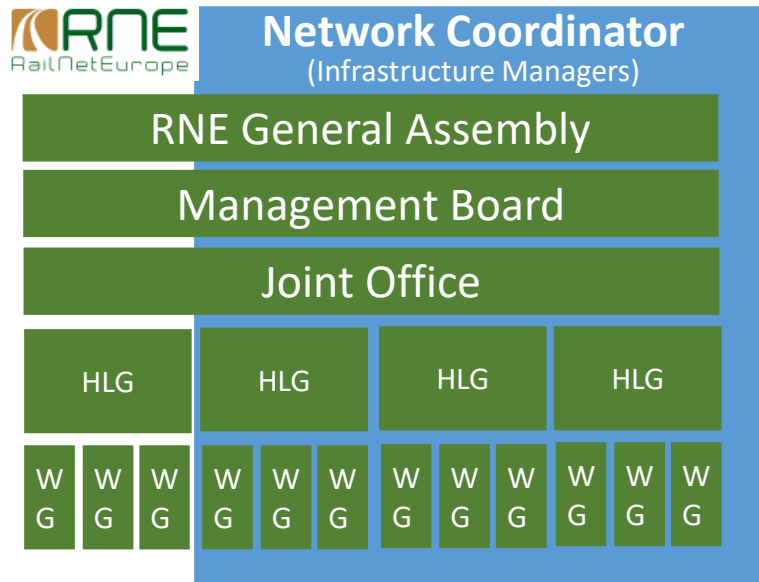 RNE
RailNetEurope
Network Coordinator
(Infrastructure Managers)
RNE General Assembly
Management Board
Joint Office
HLG HLG HLG HLG
W W W W W W W W W W W W
G G G G G G G G G G G G